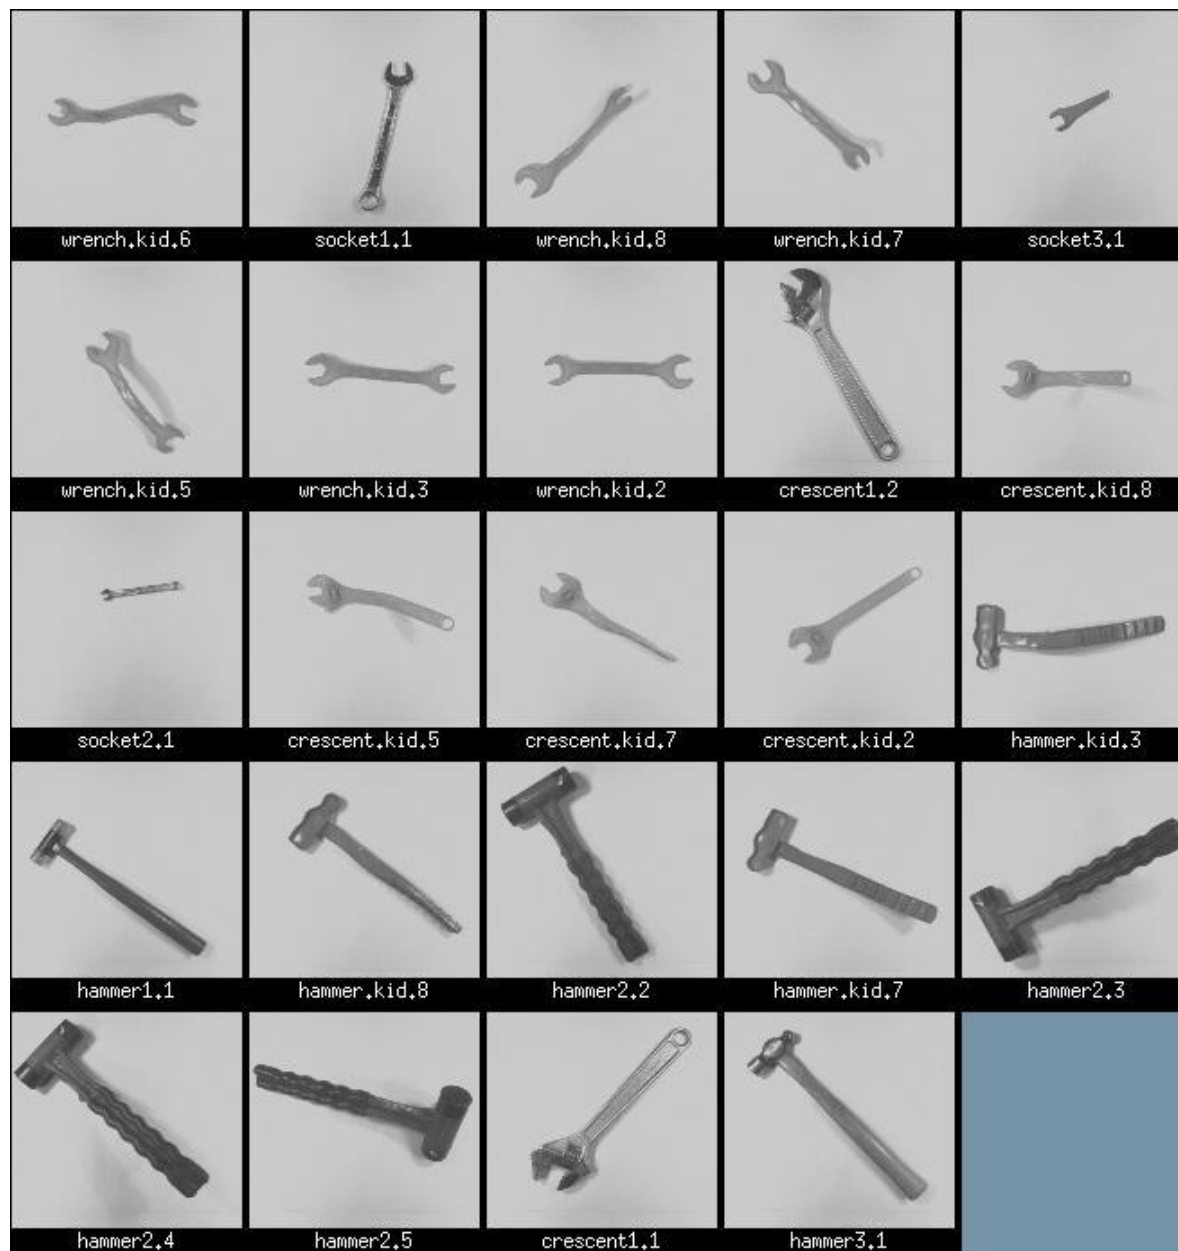 wrench.kid.6 socket1.1 wrench.kid.8 wrench.kid.7 socket3.1
wrench.kid.5 wrench.kid.3 wrench.kid.2 crescent1.2 crescent.kid.8
socket2.1 crescent.kid.5 crescent.kid.7 crescent.kid.2 hammer.kid.3
hammer1.1 hammer.kid.8 hammer2.2 hammer.kid.7 hammer2.3
hammer2.4 hammer2.5 crescent1.1 hammer3.1